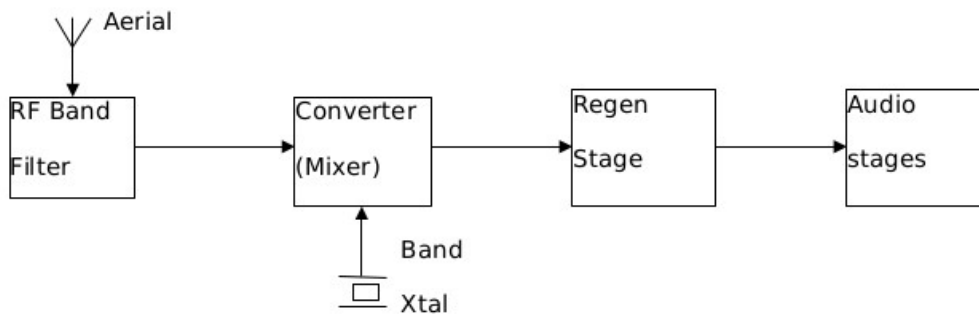 Aerial
RF Band
Filter
Converter
(Mixer)
Regen
Stage
Audio
stages
Band
Xtal